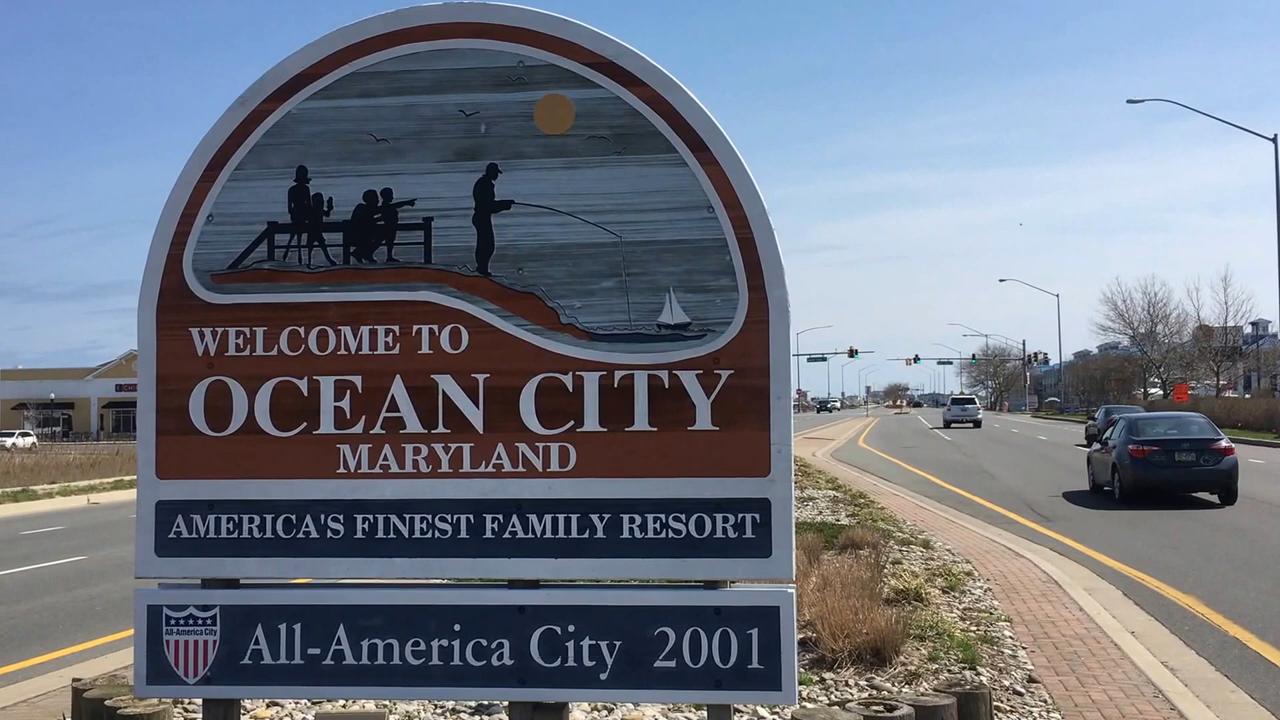 WELCOME TO
OCEAN CITY
MARYLAND
AMERICA'S FINEST FAMILY RESORT
All-America City
All-America City 2001